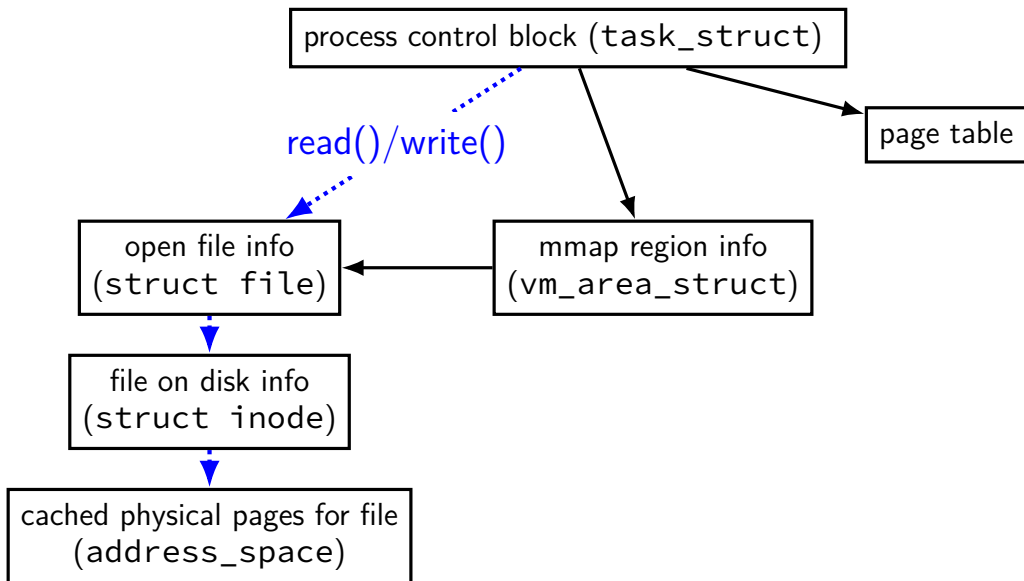 process control block (task_struct)
read()/write()
page table
open file info
(struct file)
mmap region info
(vm_area_struct)
file on disk info
(struct inode)
cached physical pages for file
(address_space)